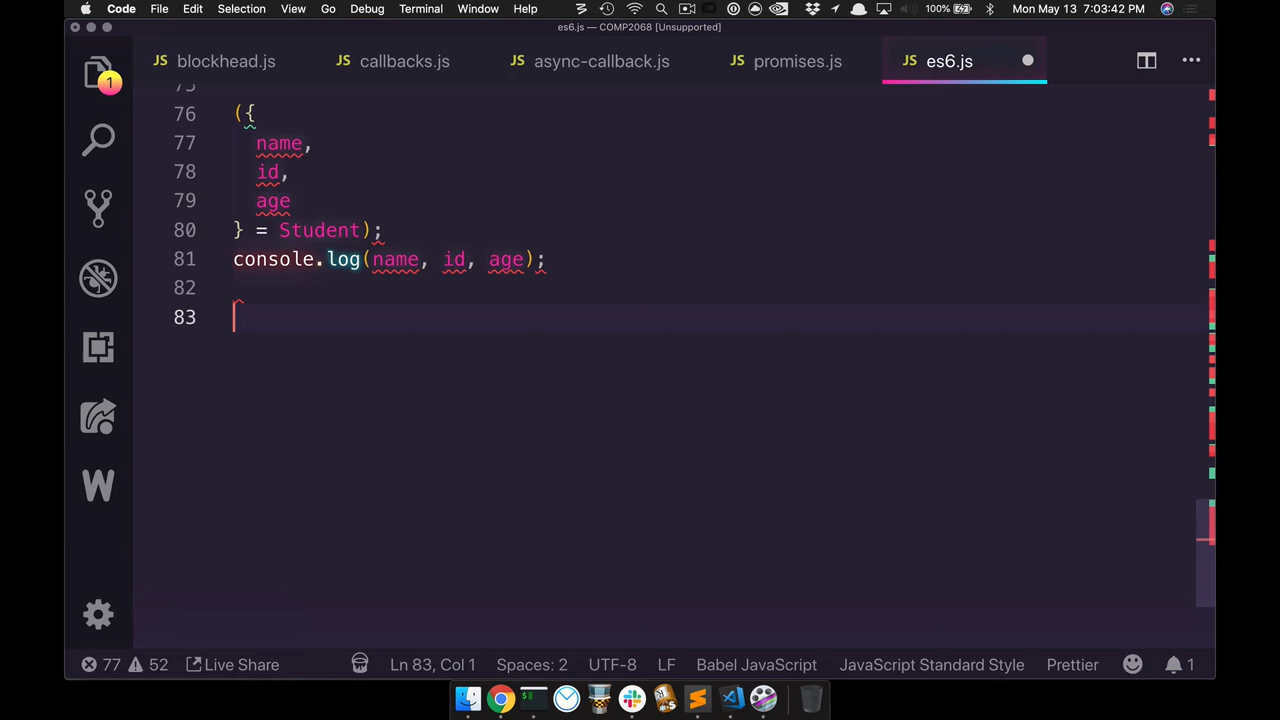 Code File Edit Selection View Go Debug Terminal Window Help 100% Mon May 13 7:03:42 PM
es6.js — COMP2068 [Unsupported]
JS blockhead.js JS callbacks.js JS async-callback.js JS promises.js JS es6.js
75
76 ({
77 name,
78 id,
79 age
80 } = Student);
81 console.log(name, id, age);
82
83
1
W
77 52 Live Share Ln 83, Col 1 Spaces: 2 UTF-8 LF Babel JavaScript JavaScript Standard Style Prettier 1